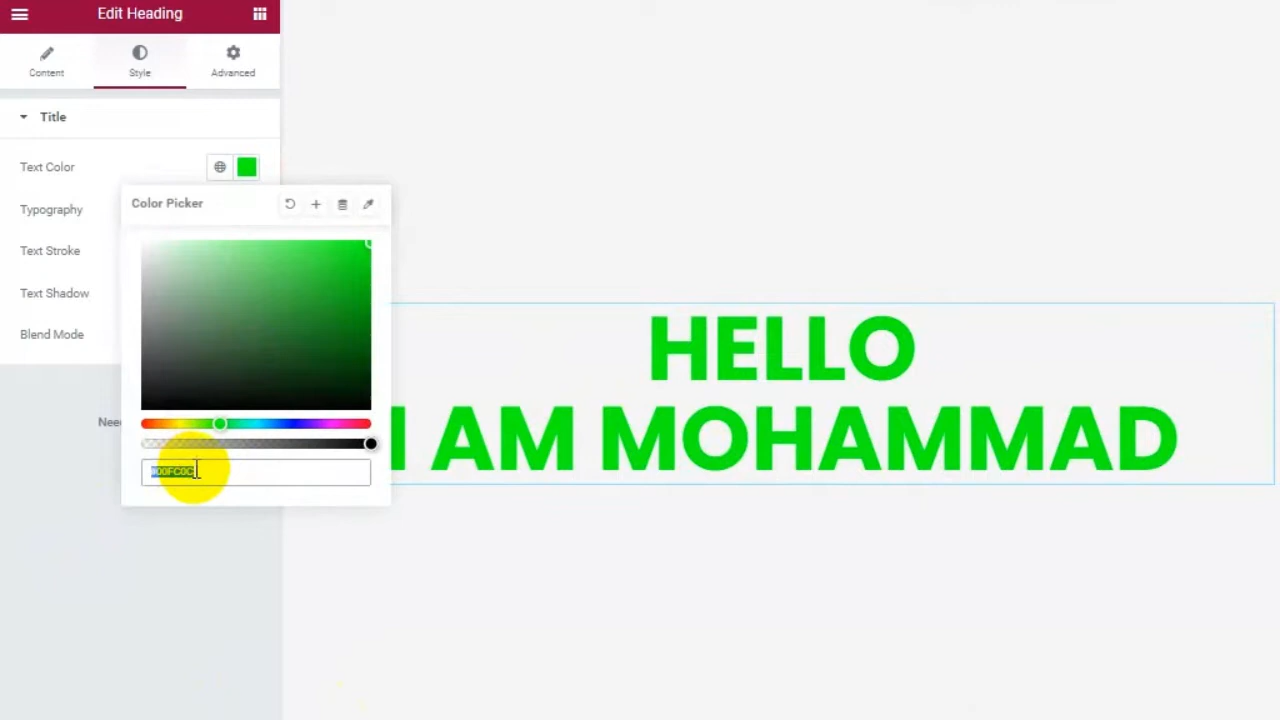 Edit Heading
Content
Style
Advanced
Title
Text Color
Color Picker
Typography
Text Stroke
Text Shadow
Blend Mode
Nee
HELLO
I AM MOHAMMAD